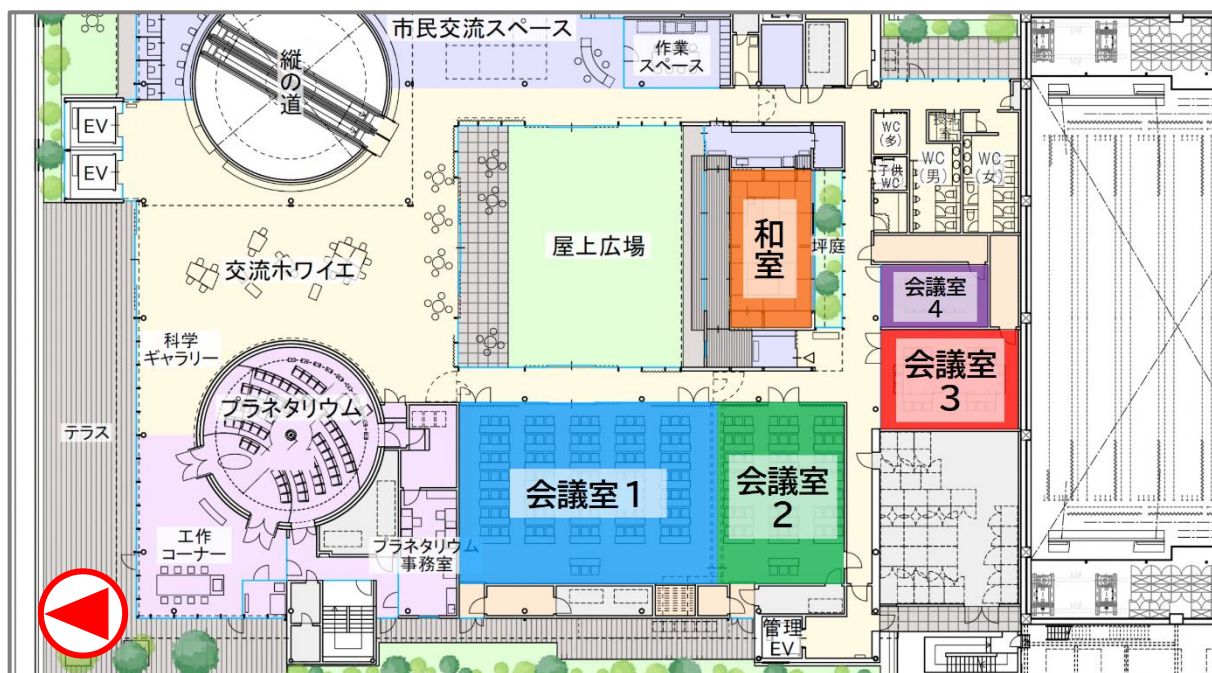 市民交流スペース
作業
スペース
縦の道
EV
EV
WC
(多)
授乳
室
子供
WC
WC
(男)
WC
(女)
屋上広場
和
室
坪庭
交流ホワイエ
会議室
4
科学
ギャラリー
会議室
3
プラネタリウム
テラス
会議室1
会議室
2
工作
コーナー
プラネタリウム
事務室
管理
EV